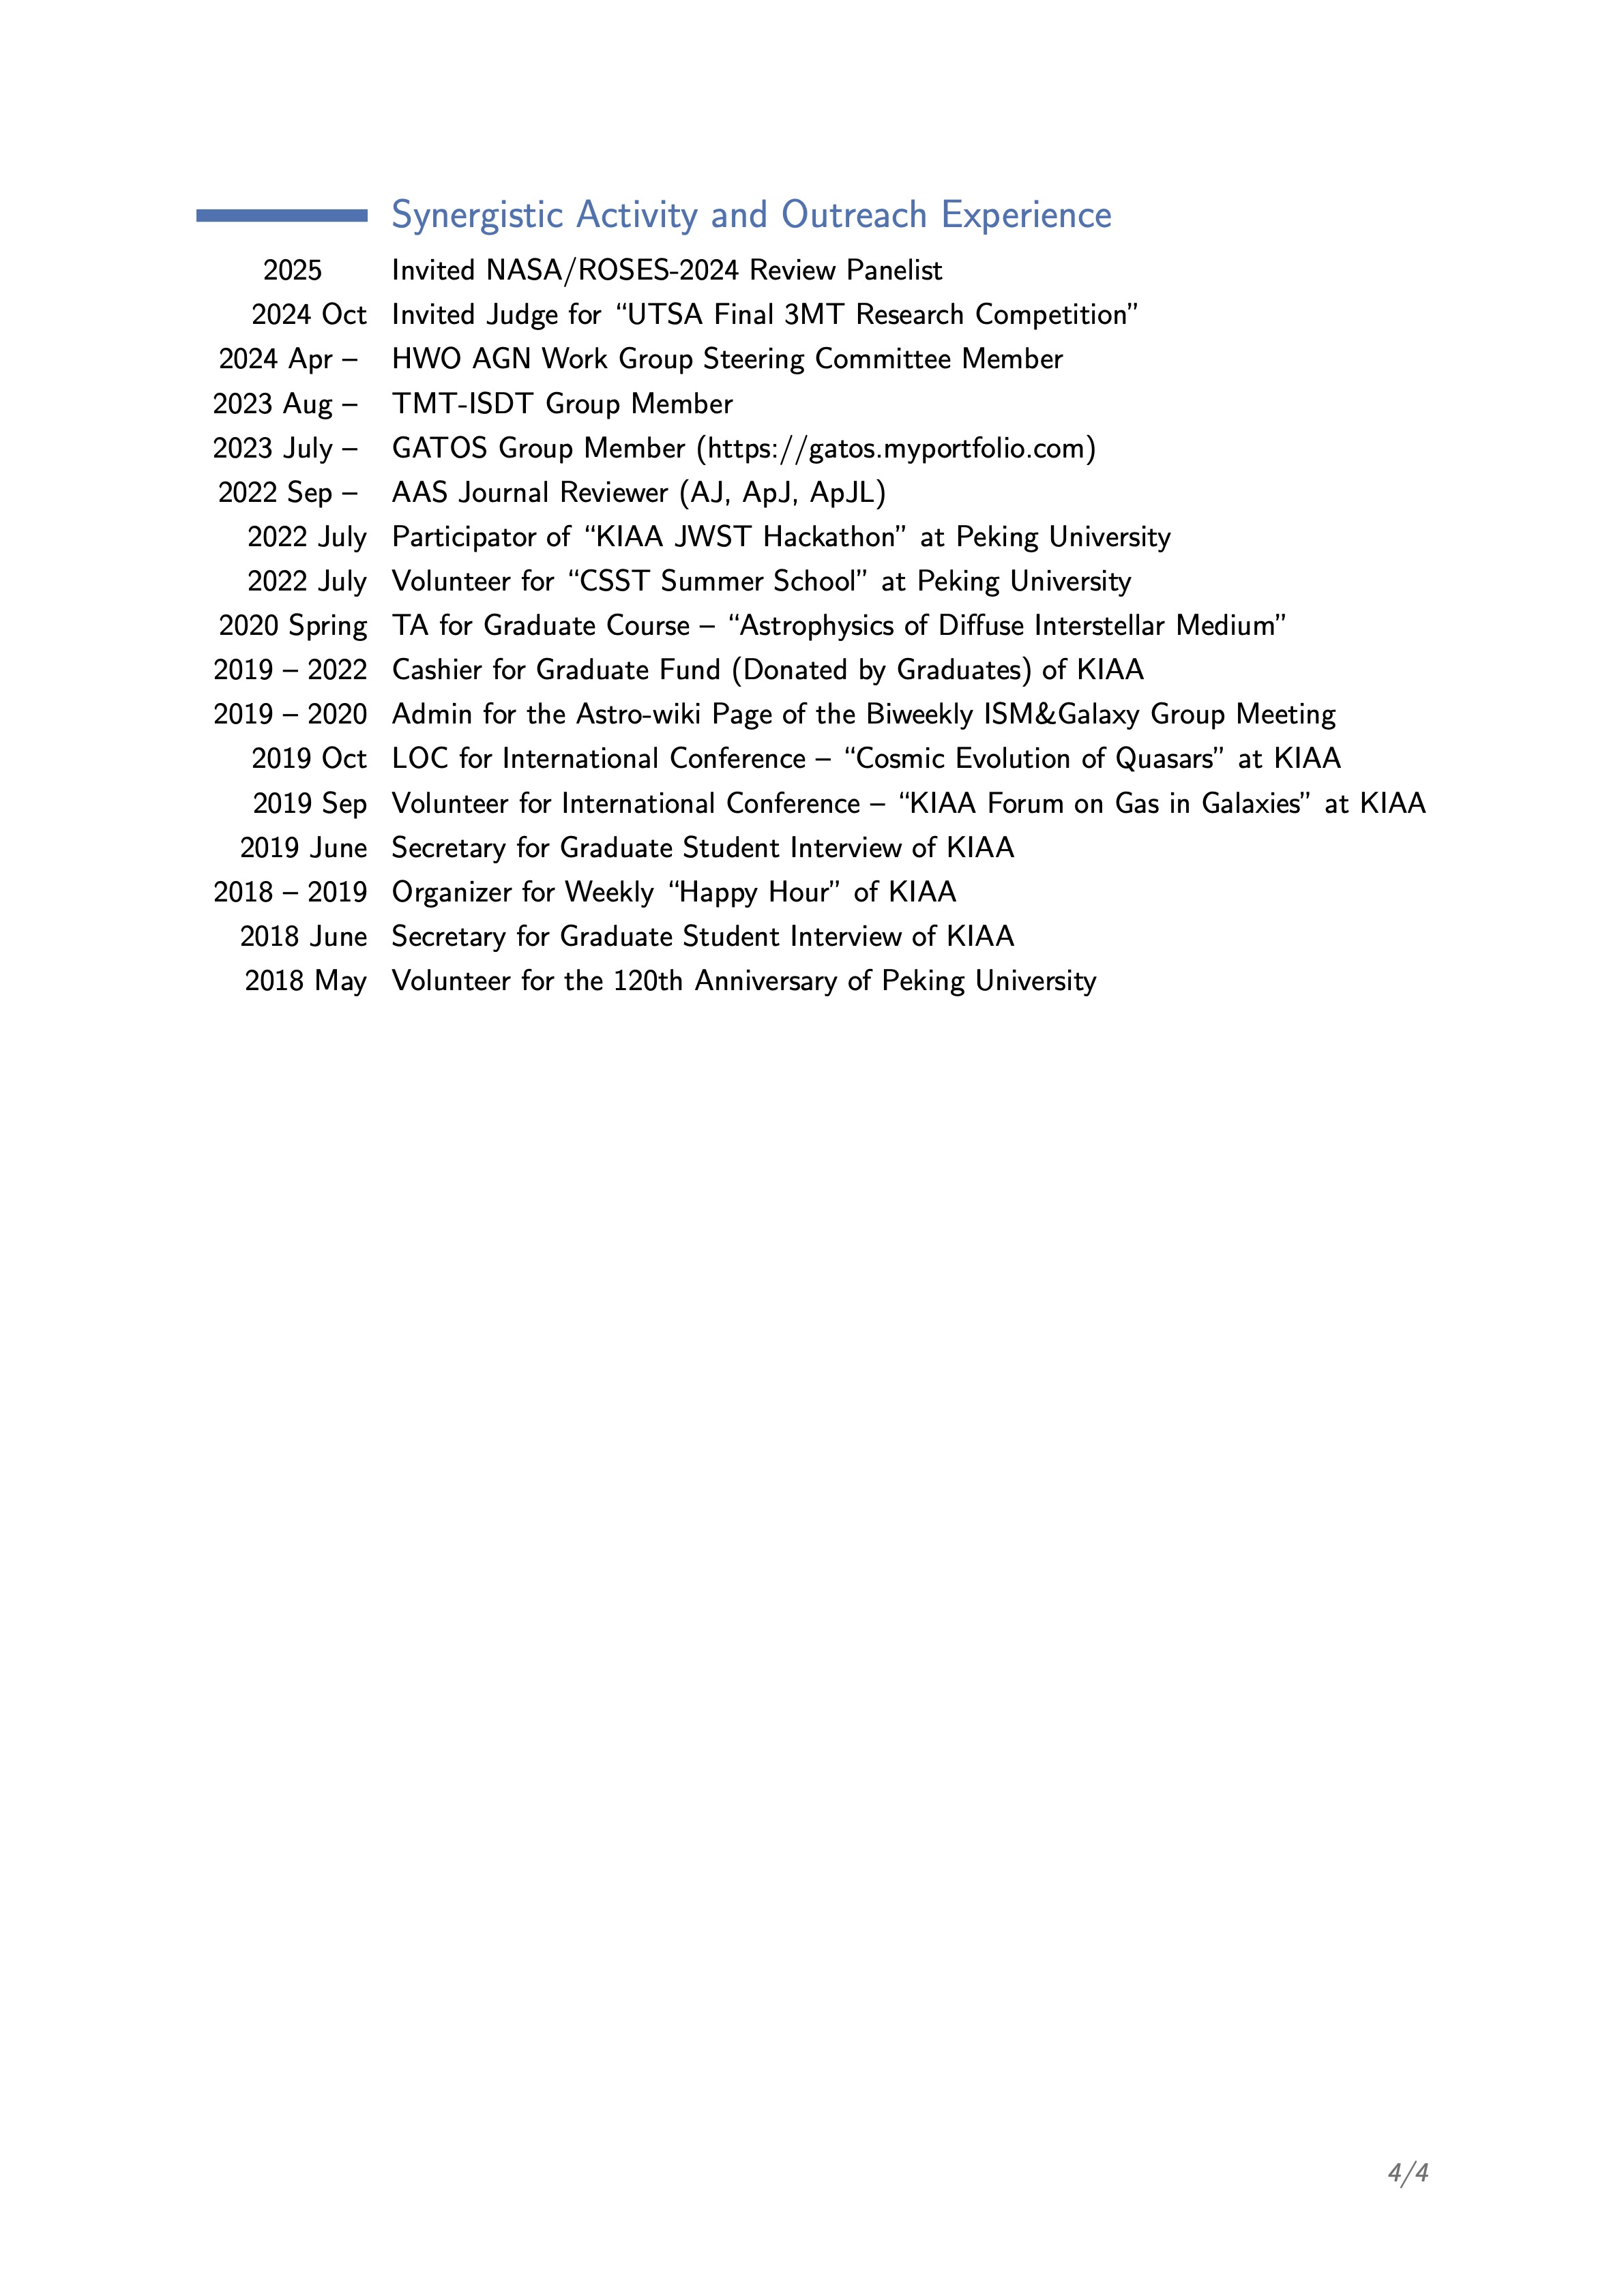 Synergistic Activity and Outreach Experience
2025 Invited NASA/ROSES-2024 Review Panelist
2024 Oct Invited Judge for “UTSA Final 3MT Research Competition”
2024 Apr – HWO AGN Work Group Steering Committee Member
2023 Aug – TMT-ISDT Group Member
2023 July – GATOS Group Member (https://gatos.myportfolio.com)
2022 Sep – AAS Journal Reviewer (AJ, ApJ, ApJL)
2022 July Participator of “KIAA JWST Hackathon” at Peking University
2022 July Volunteer for “CSST Summer School” at Peking University
2020 Spring TA for Graduate Course – “Astrophysics of Diffuse Interstellar Medium”
2019 – 2022 Cashier for Graduate Fund (Donated by Graduates) of KIAA
2019 – 2020 Admin for the Astro-wiki Page of the Biweekly ISM&Galaxy Group Meeting
2019 Oct LOC for International Conference – “Cosmic Evolution of Quasars” at KIAA
2019 Sep Volunteer for International Conference – “KIAA Forum on Gas in Galaxies” at KIAA
2019 June Secretary for Graduate Student Interview of KIAA
2018 – 2019 Organizer for Weekly “Happy Hour” of KIAA
2018 June Secretary for Graduate Student Interview of KIAA
2018 May Volunteer for the 120th Anniversary of Peking University
4/4